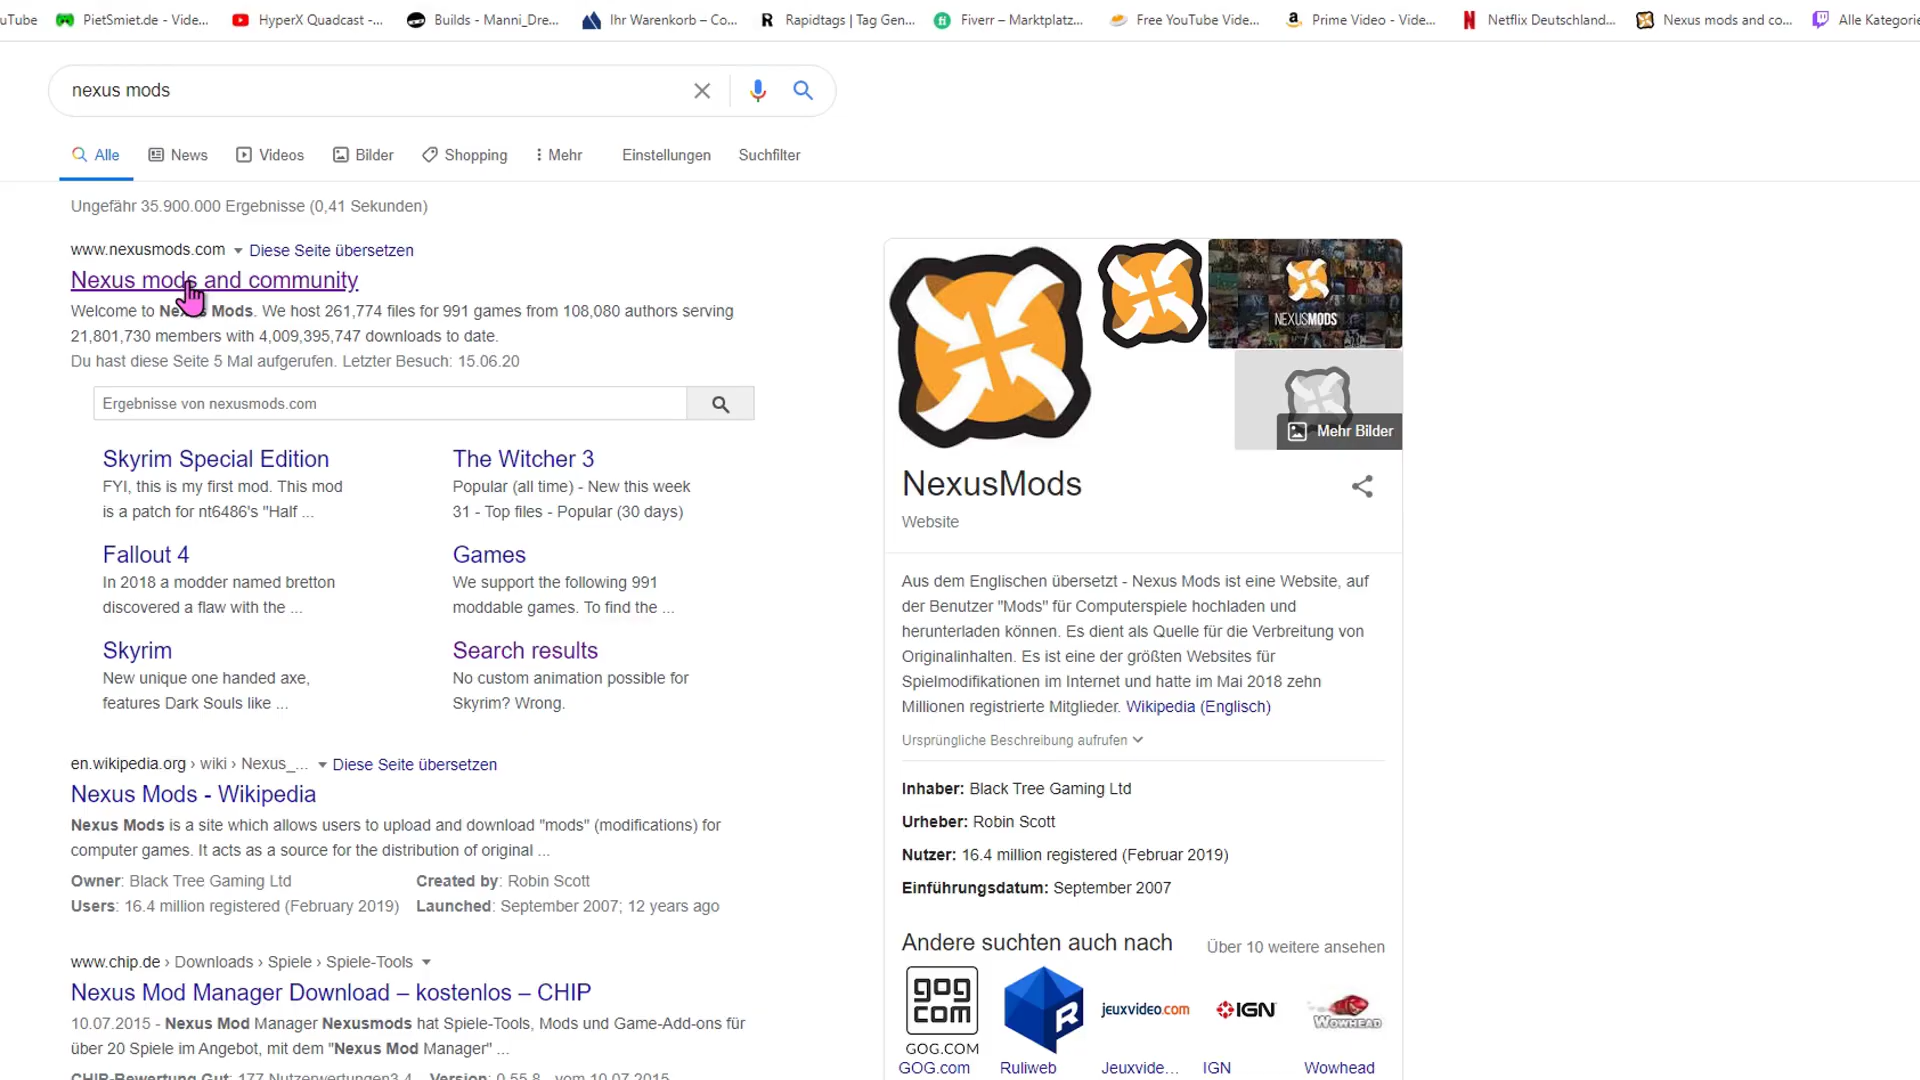 uTube PietSmiet.de - Vide... HyperX Quadcast -... Builds - Manni_Dre... Ihr Warenkorb – Co... Rapidtags | Tag Gen... Fiverr – Marktplatz... Free YouTube Vide... Prime Video - Vide... Netflix Deutschland... Nexus mods and co... Alle Kategorie
nexus mods
Alle News Videos Bilder Shopping Mehr Einstellungen Suchfilter
Ungefähr 35.900.000 Ergebnisse (0,41 Sekunden)
www.nexusmods.com Diese Seite übersetzen
Nexus mods and community
Welcome to Nexus Mods. We host 261,774 files for 991 games from 108,080 authors serving
21,801,730 members with 4,009,395,747 downloads to date.
Du hast diese Seite 5 Mal aufgerufen. Letzter Besuch: 15.06.20
Ergebnisse von nexusmods.com
Skyrim Special Edition
FYI, this is my first mod. This mod
is a patch for nt6486's "Half ...
The Witcher 3
Popular (all time) - New this week
31 - Top files - Popular (30 days)
Fallout 4
In 2018 a modder named bretton
discovered a flaw with the ...
Games
We support the following 991
moddable games. To find the ...
Skyrim
New unique one handed axe,
features Dark Souls like ...
Search results
No custom animation possible for
Skyrim? Wrong.
en.wikipedia.org › wiki › Nexus_... Diese Seite übersetzen
Nexus Mods - Wikipedia
Nexus Mods is a site which allows users to upload and download "mods" (modifications) for
computer games. It acts as a source for the distribution of original ...
Owner: Black Tree Gaming Ltd Created by: Robin Scott
Users: 16.4 million registered (February 2019) Launched: September 2007; 12 years ago
www.chip.de › Downloads › Spiele › Spiele-Tools
Nexus Mod Manager Download – kostenlos – CHIP
10.07.2015 - Nexus Mod Manager Nexusmods hat Spiele-Tools, Mods und Game-Add-ons für
über 20 Spiele im Angebot, mit dem "Nexus Mod Manager" ...
CHIP-Bewertung Gut: 177 Nutzerwertungen3,4 Version: 0.55.8 - vom 10.07.2015
NEXUSMODS
Mehr Bilder
NexusMods
Website
Aus dem Englischen übersetzt - Nexus Mods ist eine Website, auf
der Benutzer "Mods" für Computerspiele hochladen und
herunterladen können. Es dient als Quelle für die Verbreitung von
Originalinhalten. Es ist eine der größten Websites für
Spielmodifikationen im Internet und hatte im Mai 2018 zehn
Millionen registrierte Mitglieder. Wikipedia (Englisch)
Ursprüngliche Beschreibung aufrufen
Inhaber: Black Tree Gaming Ltd
Urheber: Robin Scott
Nutzer: 16.4 million registered (Februar 2019)
Einführungsdatum: September 2007
Andere suchten auch nach Über 10 weitere ansehen
gog
com
GOG.COM
R
jeuxvideo.com
IGN
WOWHEAD
GOG.com Ruliweb Jeuxvide... IGN Wowhead